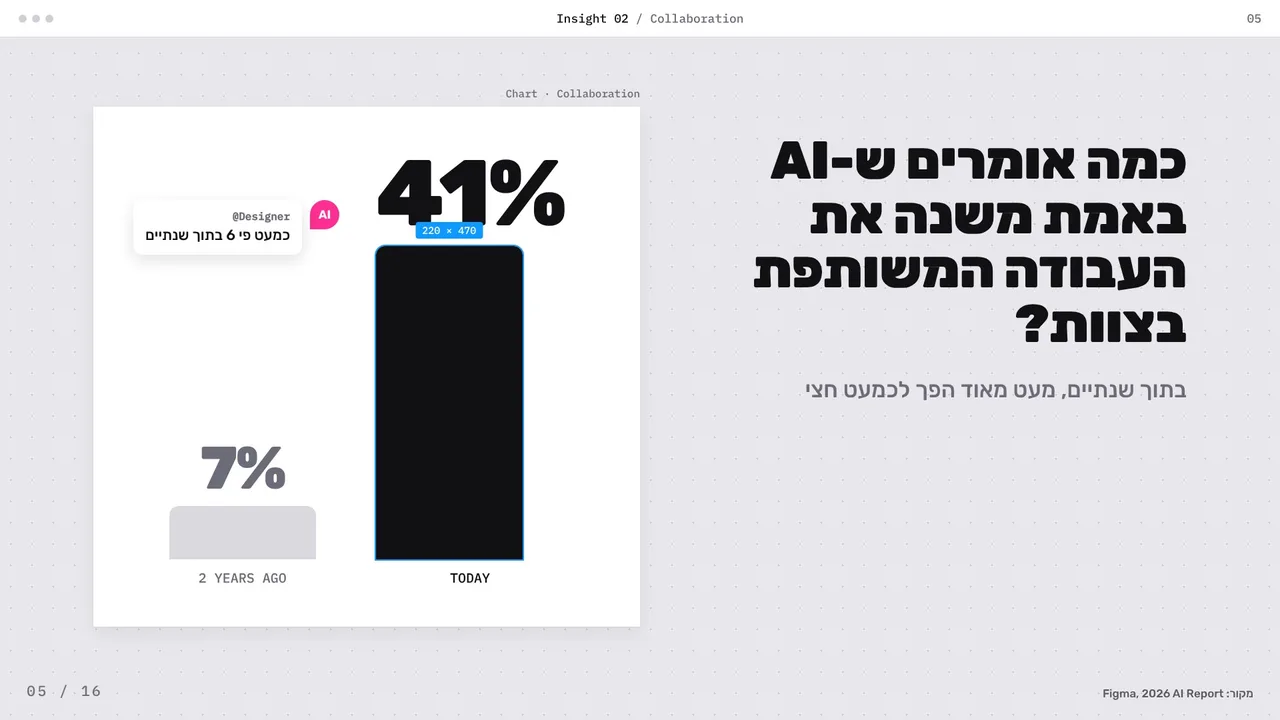 Insight 02 / Collaboration
05
כמה אומרים ש-AI
באמת משנה את
העבודה המשותפת
בצוות?
בתוך שנתיים, מעט מאוד הפך לכמעט חצי
Chart · Collaboration
41%
220 × 470
@Designer
כמעט פי 6 בתוך שנתיים
AI
7%
2 YEARS AGO
TODAY
05 / 16
מקור: Figma, 2026 AI Report